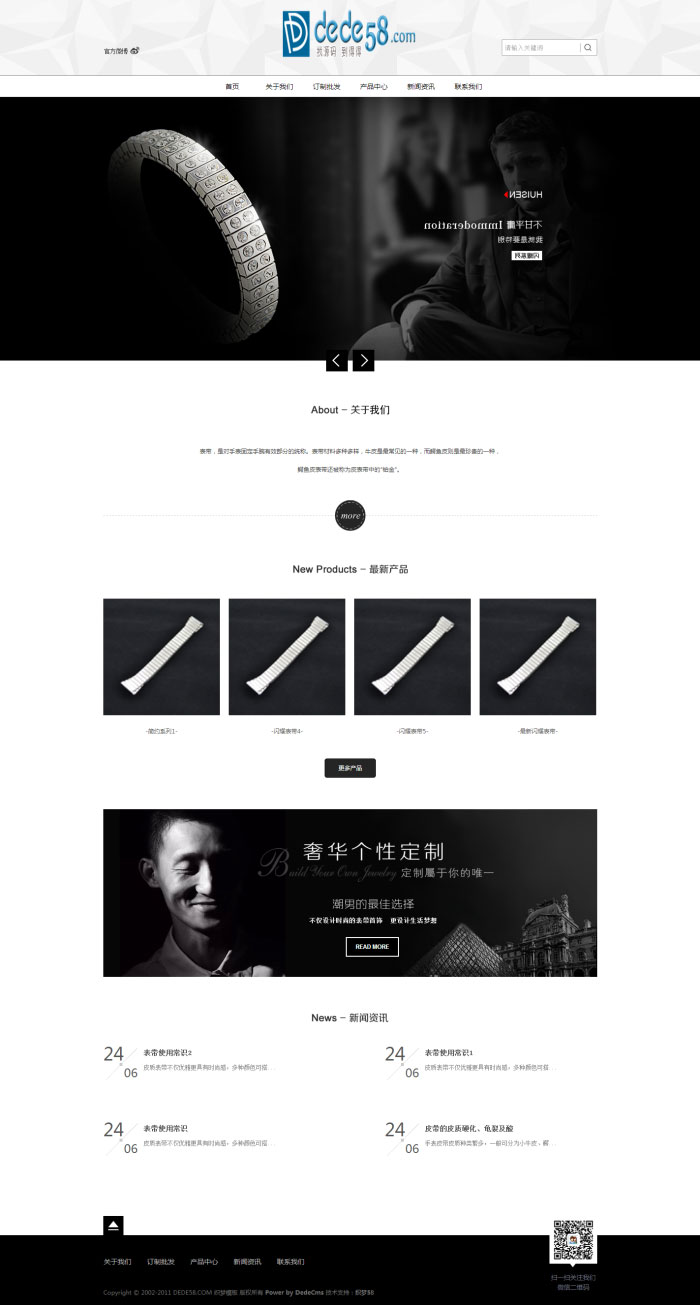 dede58.com
找源码 到得得
官方微博
请输入关键词
首页 关于我们 订制批发 产品中心 新闻资讯 联系我们
HUISEN
不甘平庸 Immoderation
About - 关于我们
表带，是对手表固定手腕有效部分的统称。表带材料多种多样，牛皮是最常见的一种，而鳄鱼皮则是最珍贵的一种，
鳄鱼皮表带还被称为皮表带中的"铂金"。
more
New Products - 最新产品
-简约系列1- -闪耀表带4- -闪耀表带5- -最新闪耀表带-
更多产品
奢华个性定制
Build Your Own Jewelry 定制屬于你的唯一
潮男的最佳选择
不仅设计时尚的表带首饰 更设计生活梦想
READ MORE
News - 新闻资讯
24 06
表带使用常识2
皮质表带不仅优雅更具有时尚感，多种颜色可搭...
24 06
表带使用常识1
皮质表带不仅优雅更具有时尚感，多种颜色可搭...
24 06
表带使用常识
皮质表带不仅优雅更具有时尚感，多种颜色可搭...
24 06
皮带的皮质硬化、龟裂及酸
手表皮带皮质种类繁多，一般可分为小牛皮、鳄...
关于我们 订制批发 产品中心 新闻资讯 联系我们
扫一扫关注我们
微信二维码
Copyright © 2002-2011 DEDE58.COM 织梦模板 版权所有 Power by DedeCms 技术支持：织梦58